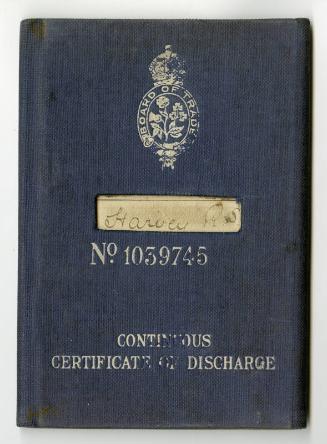 BOARD OF TRADE
Harvey R S
Nº 1039745
CONTINUOUS
CERTIFICATE OF DISCHARGE